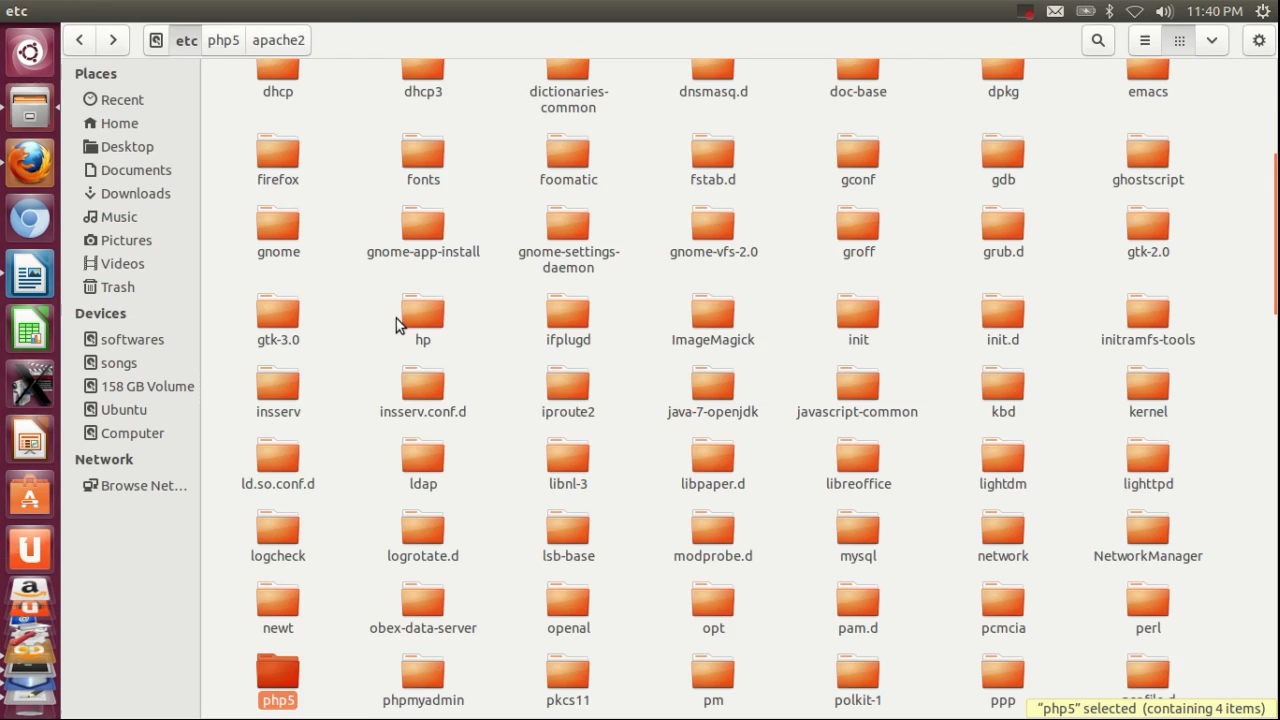 etc
11:40 PM
etc php5 apache2
Places
Recent
Home
Desktop
Documents
Downloads
Music
Pictures
Videos
Trash
Devices
softwares
songs
158 GB Volume
Ubuntu
Computer
Network
Browse Net...
dhcp dhcp3 dictionaries-common dnsmasq.d doc-base dpkg emacs
firefox fonts foomatic fstab.d gconf gdb ghostscript
gnome gnome-app-install gnome-settings-daemon gnome-vfs-2.0 groff grub.d gtk-2.0
gtk-3.0 hp ifplugd ImageMagick init init.d initramfs-tools
insserv insserv.conf.d iproute2 java-7-openjdk javascript-common kbd kernel
ld.so.conf.d ldap libnl-3 libpaper.d libreoffice lightdm lighttpd
logcheck logrotate.d lsb-base modprobe.d mysql network NetworkManager
newt obex-data-server openal opt pam.d pcmcia perl
php5 phpmyadmin pkcs11 pm polkit-1 ppp
"php5" selected (containing 4 items)